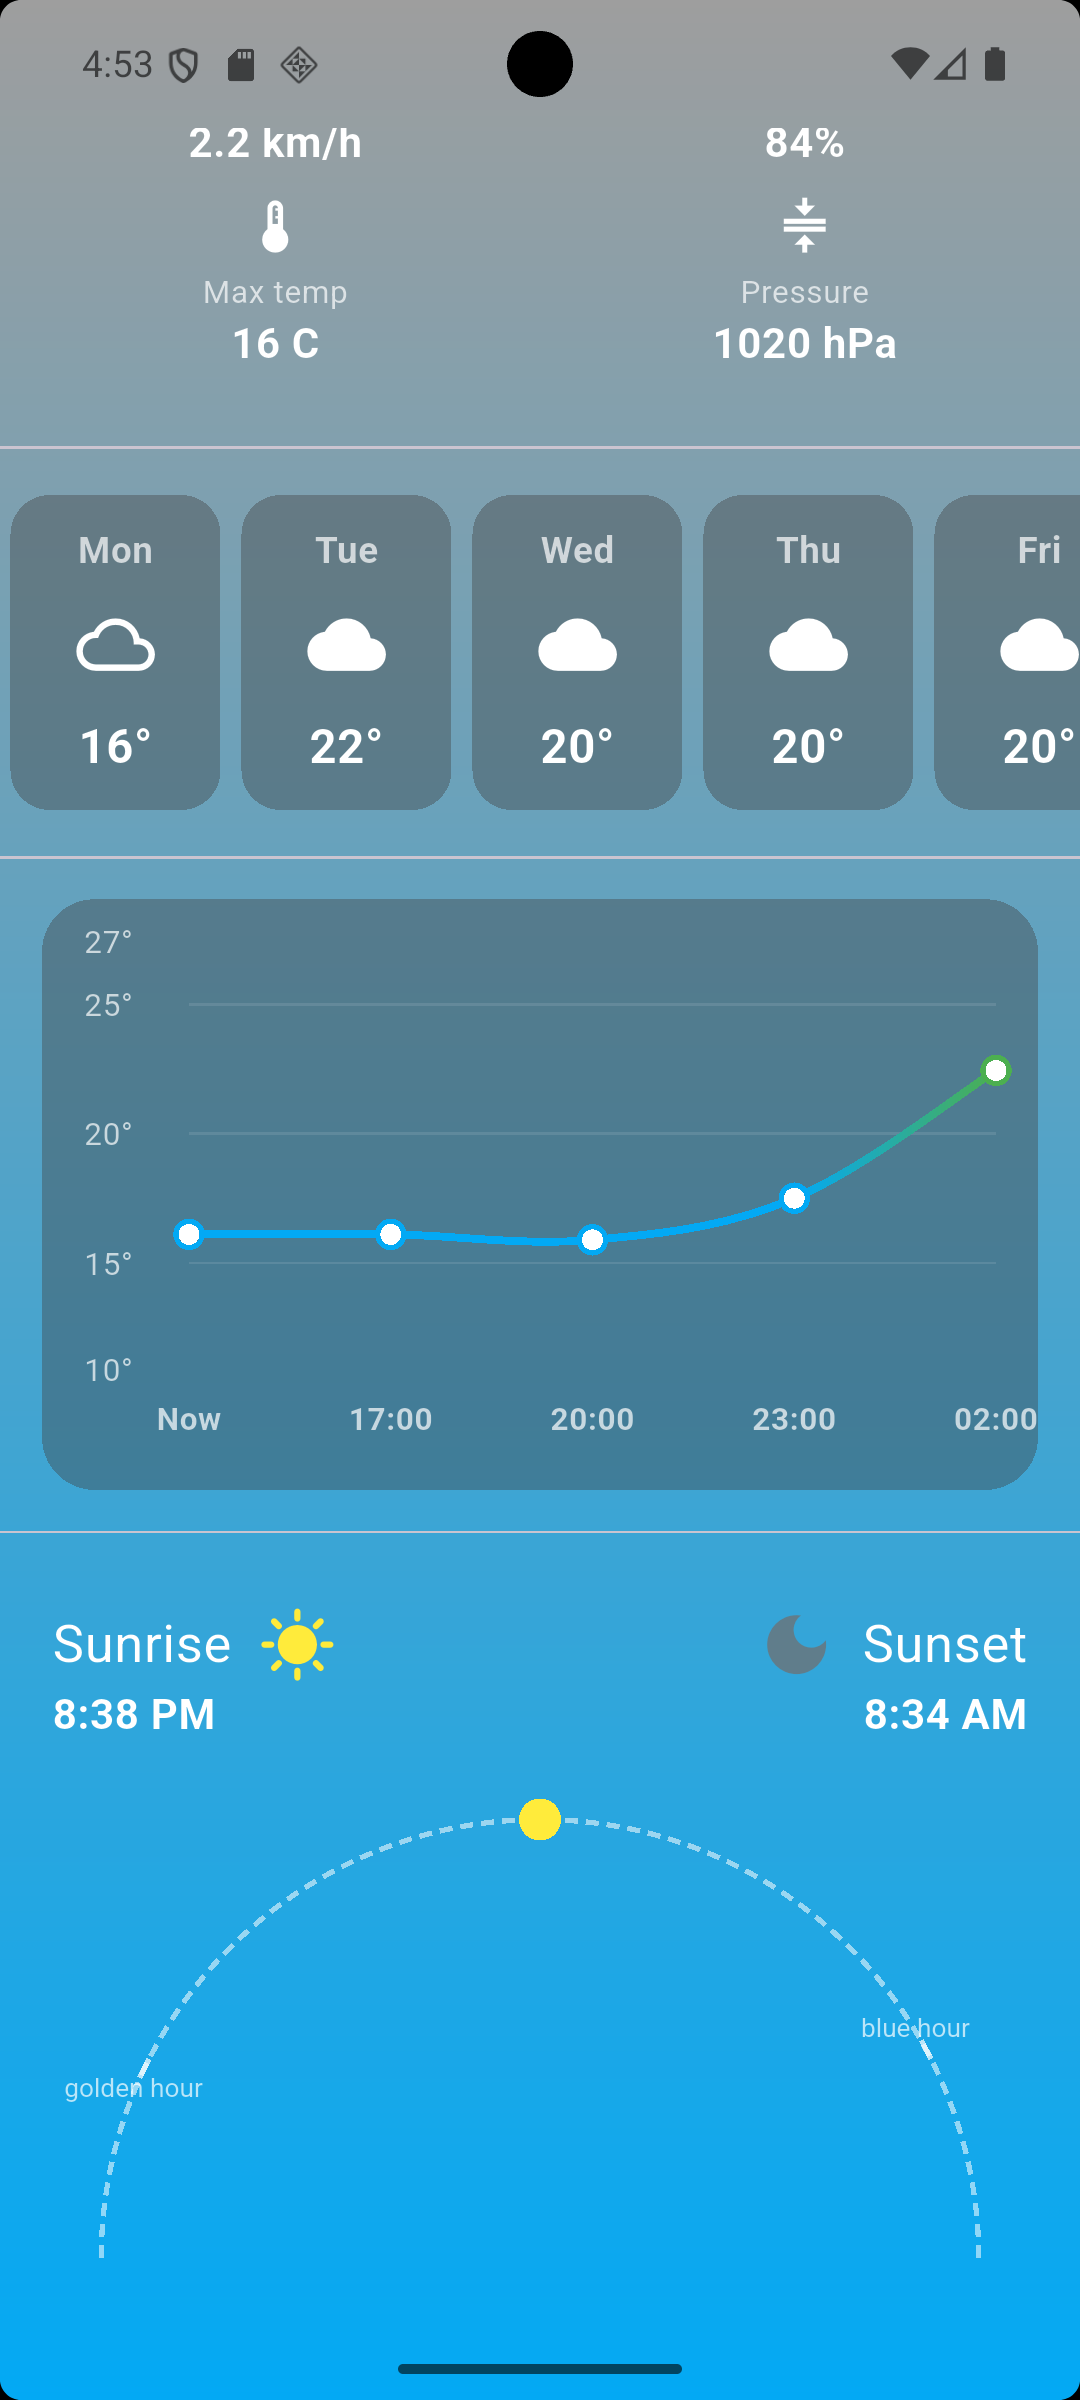 4:53
2.2 km/h
84%
Max temp
16 C
Pressure
1020 hPa
Mon
Tue
Wed
Thu
Fri
16°
22°
20°
20°
20°
27°
25°
20°
15°
10°
Now
17:00
20:00
23:00
02:00
Sunrise
8:38 PM
Sunset
8:34 AM
blue hour
golden hour